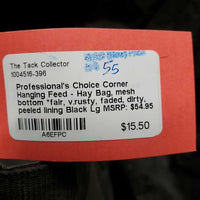 55
The Tack Collector
1004516-396
Professional's Choice Corner
Hanging Feed - Hay Bag, mesh
bottom *fair, v.rusty, faded, dirty,
peeled lining Black Lg MSRP: $54.95
$15.50
A6EFPC